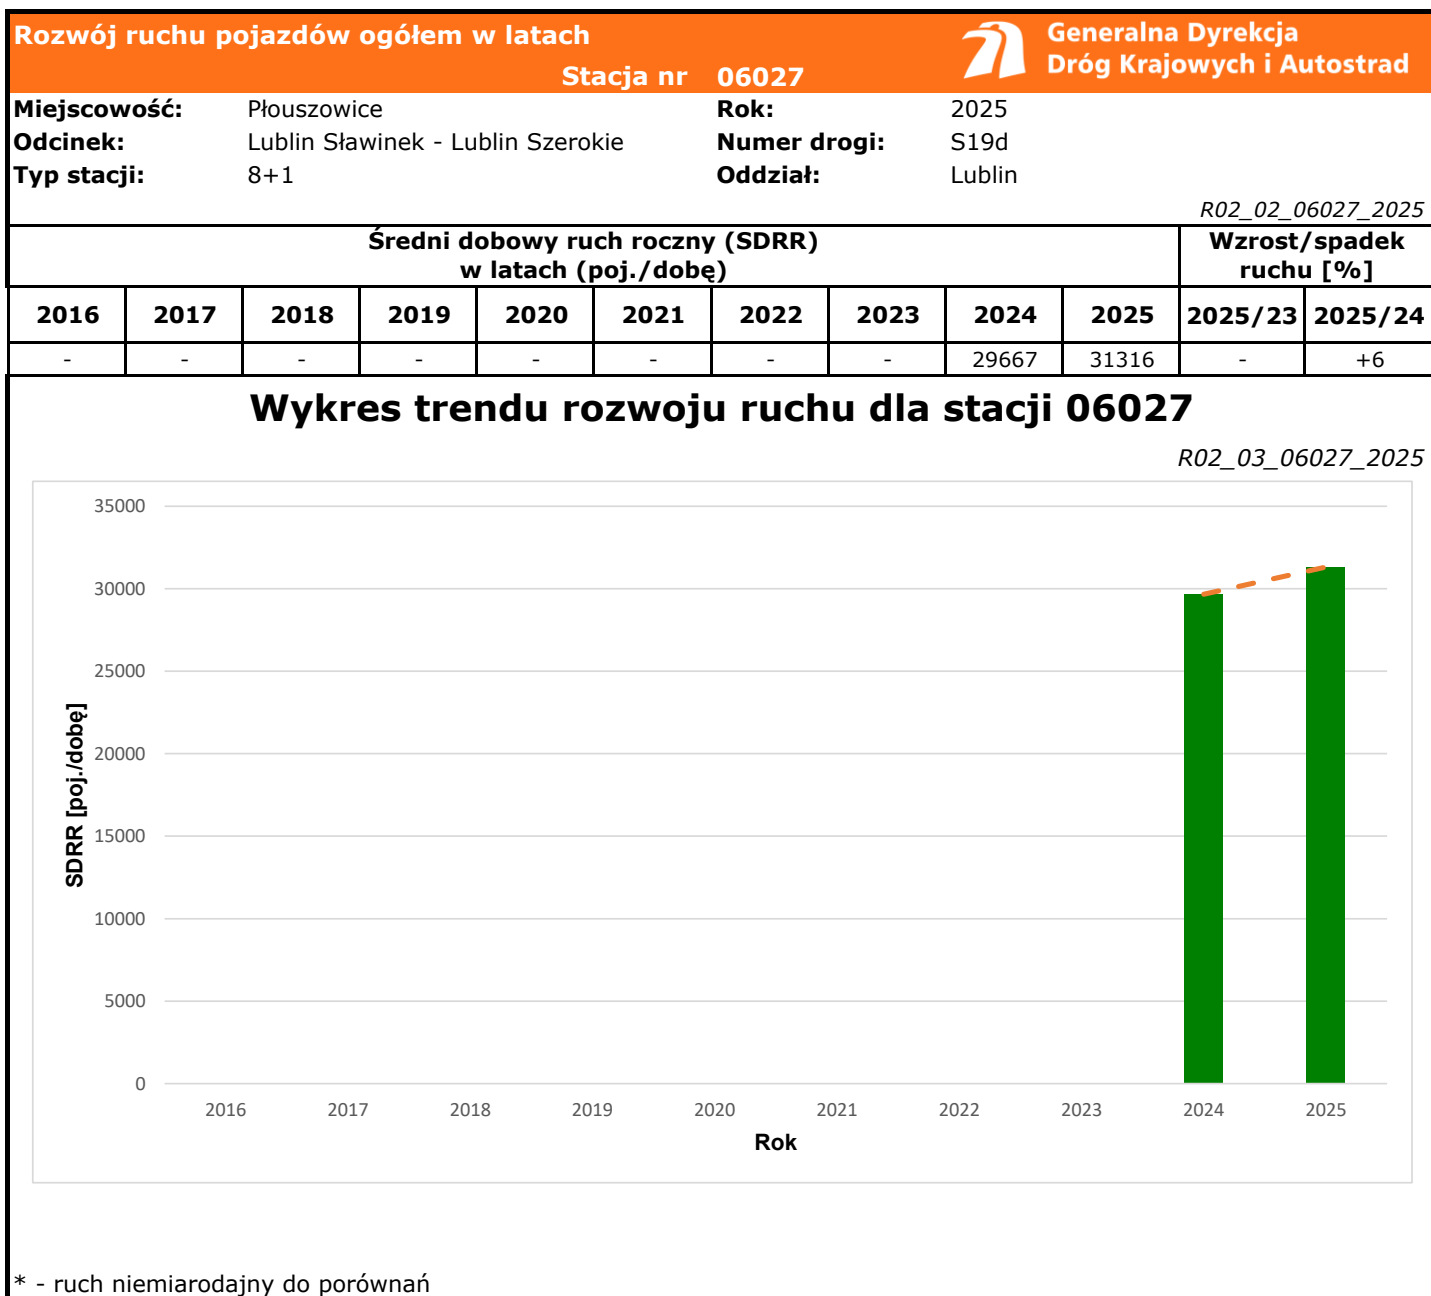 Rozwój ruchu pojazdów ogółem w latach
Generalna Dyrekcja
Dróg Krajowych i Autostrad
Stacja nr 06027
Miejscowość: Płouszowice Rok: 2025
Odcinek: Lublin Sławinek - Lublin Szerokie Numer drogi: S19d
Typ stacji: 8+1 Oddział: Lublin
R02_02_06027_2025
Średni dobowy ruch roczny (SDRR)
w latach (poj./dobę)
Wzrost/spadek
ruchu [%]
2016 2017 2018 2019 2020 2021 2022 2023 2024 2025 2025/23 2025/24
- - - - - - - - 29667 31316 - +6
Wykres trendu rozwoju ruchu dla stacji 06027
R02_03_06027_2025
SDRR [poj./dobę]
35000
30000
25000
20000
15000
10000
5000
0
2016 2017 2018 2019 2020 2021 2022 2023 2024 2025
Rok
* - ruch niemiarodajny do porównań